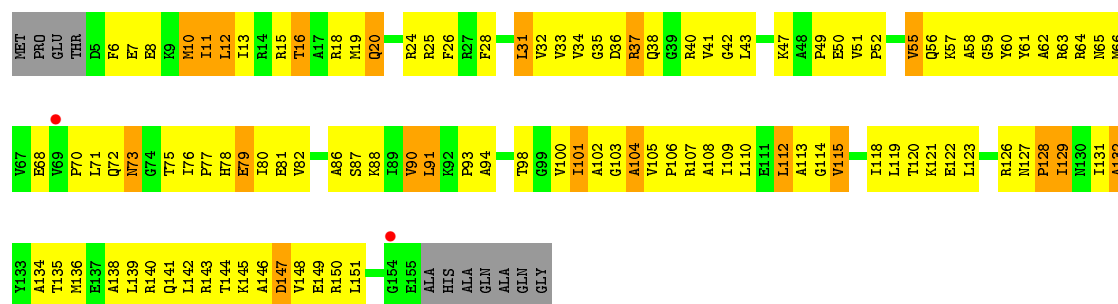 MET PRO GLU THR D5 F6 E7 E8 K9 M10 I11 L12 I13 R14 R15 T16 A17 R18 M19 Q20 R24 R25 F26 R27 F28 L31 V32 V33 V34 G35 D36 R37 Q38 G39 R40 V41 G42 L43 K47 A48 P49 E50 V51 P52 V55 Q56 K57 A58 G59 Y60 Y61 A62 R63 R64 N65 M66
V67 E68 V69 P70 L71 Q72 N73 G74 T75 I76 P77 H78 E79 I80 E81 V82 A86 S87 K88 I89 V90 L91 K92 P93 A94 T98 G99 V100 I101 A102 G103 A104 V105 P106 R107 A108 I109 L110 E111 L112 A113 G114 V115 I118 L119 T120 K121 E122 L123 R126 N127 P128 I129 N130 I131 A132
Y133 A134 T135 M136 E137 A138 L139 R140 Q141 L142 R143 T144 K145 A146 D147 V148 E149 R150 L151 G154 E155 ALA HIS ALA GLN ALA GLN GLY